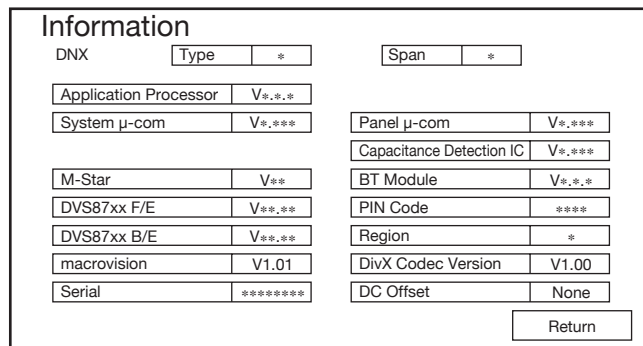 Information
DNX Type * Span *
Application Processor V*.*.*
System µ-com V*.*** Panel µ-com V*.***
Capacitance Detection IC V*.***
M-Star V** BT Module V*.*.*
DVS87xx F/E V**.** PIN Code ****
DVS87xx B/E V**.** Region *
macrovision V1.01 DivX Codec Version V1.00
Serial ******** DC Offset None
Return